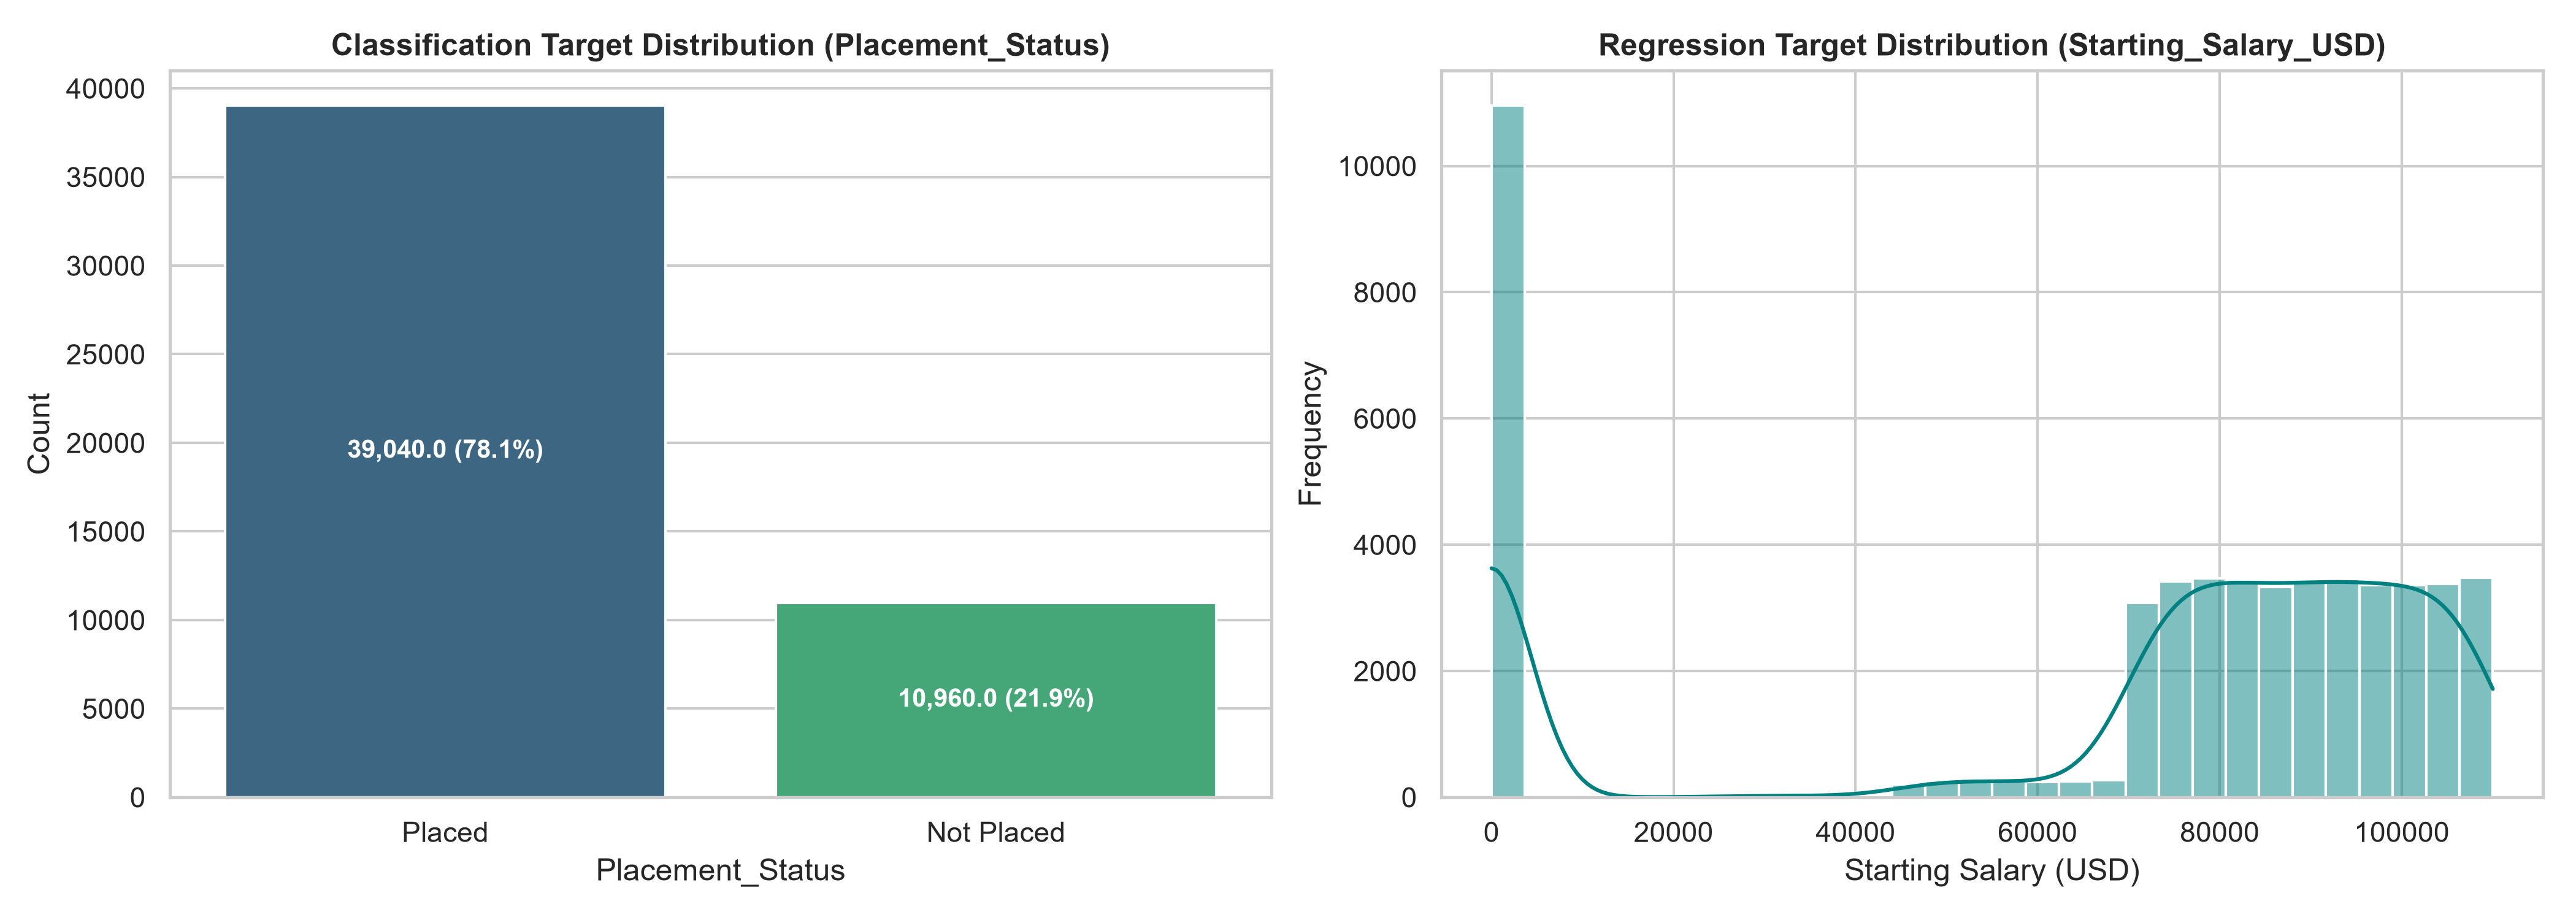 Classification Target Distribution (Placement_Status)
40000
35000
30000
25000
20000
15000
10000
5000
0
Count
39,040.0 (78.1%)
10,960.0 (21.9%)
Placed
Not Placed
Placement_Status
Regression Target Distribution (Starting_Salary_USD)
10000
8000
6000
4000
2000
0
Frequency
0
20000
40000
60000
80000
100000
Starting Salary (USD)